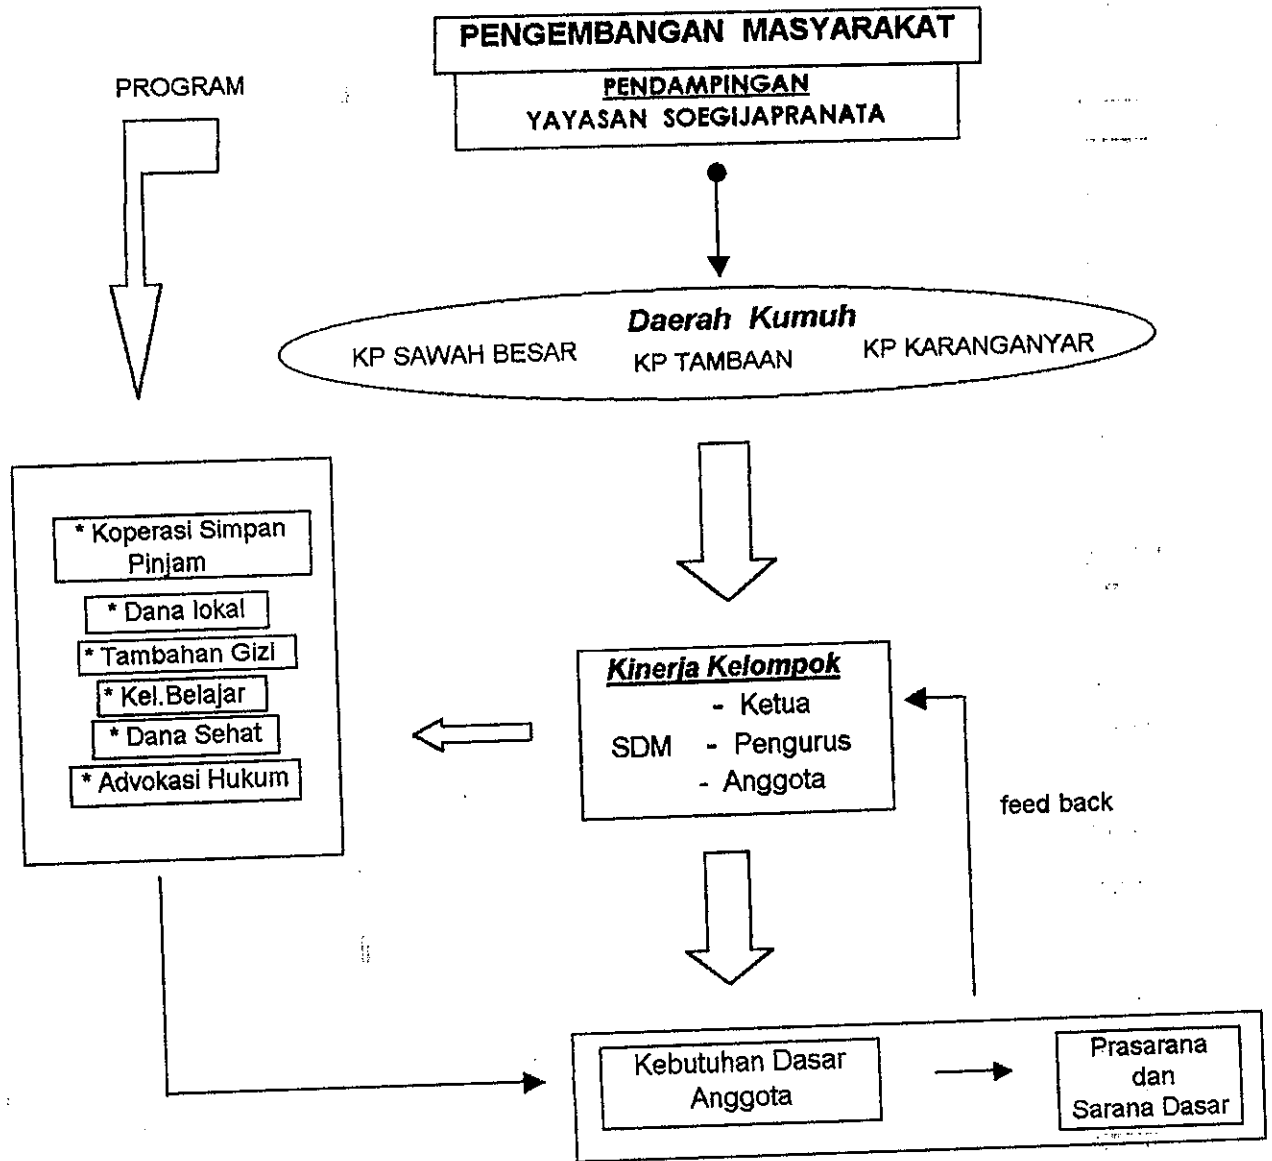 PENGEMBANGAN MASYARAKAT
PENDAMPINGAN
YAYASAN SOEGIJAPRANATA
PROGRAM
Daerah Kumuh
KP SAWAH BESAR KP TAMBAAN KP KARANGANYAR
* Koperasi Simpan
Pinjam
* Dana lokal
* Tambahan Gizi
* Kel.Belajar
* Dana Sehat
* Advokasi Hukum
Kinerja Kelompok
- Ketua
SDM - Pengurus
- Anggota
feed back
Kebutuhan Dasar
Anggota
Prasarana
dan
Sarana Dasar